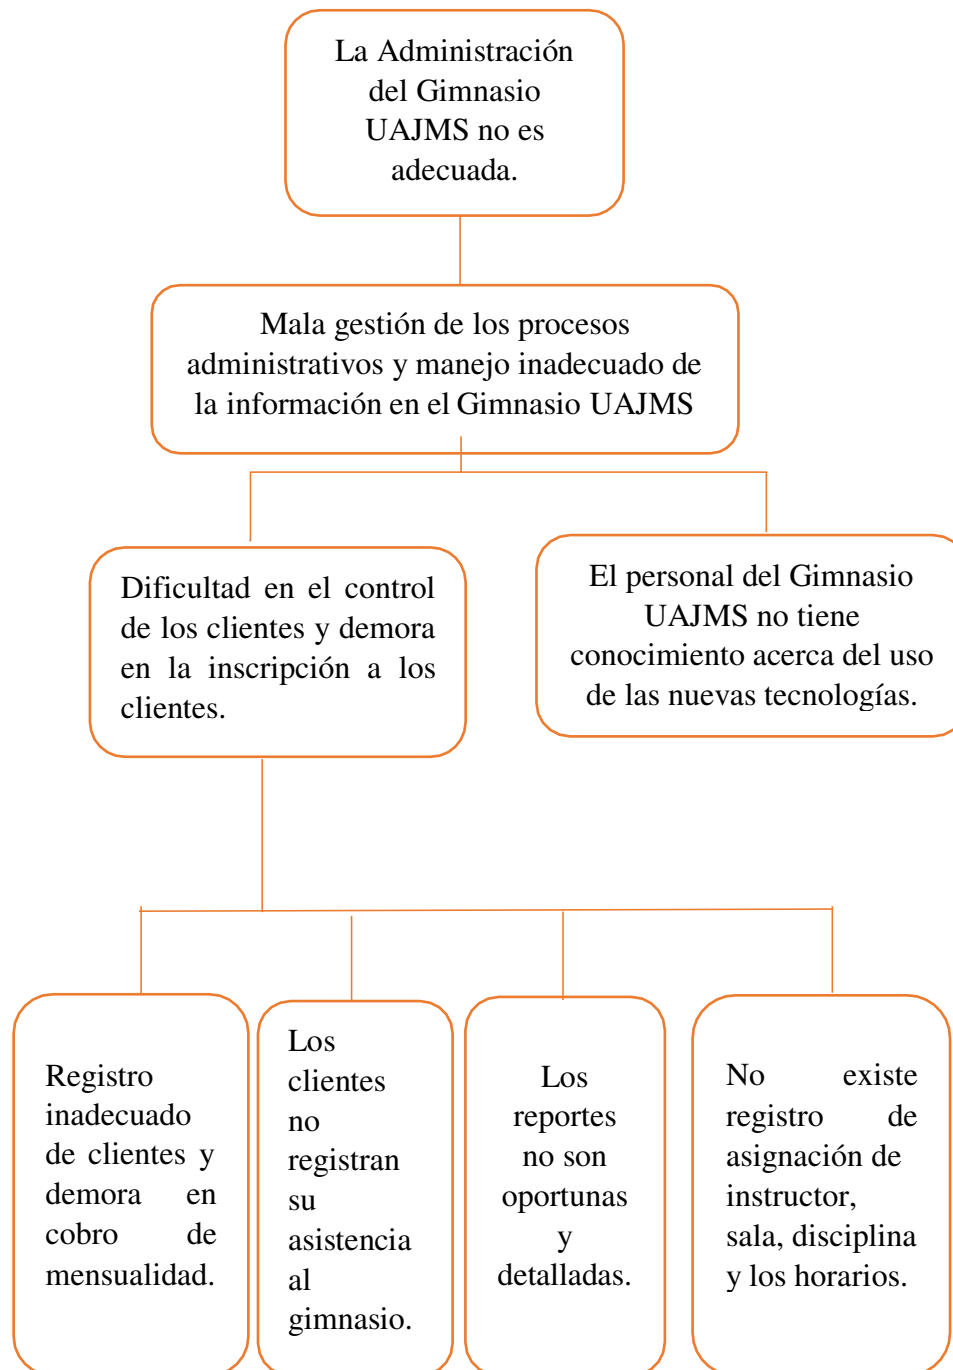 La Administración
del Gimnasio
UAJMS no es
adecuada.
Mala gestión de los procesos
administrativos y manejo inadecuado de
la información en el Gimnasio UAJMS
Dificultad en el control
de los clientes y demora
en la inscripción a los
clientes.
El personal del Gimnasio
UAJMS no tiene
conocimiento acerca del uso
de las nuevas tecnologías.
Registro
inadecuado
de clientes y
demora en
cobro de
mensualidad.
Los
clientes
no
registran
su
asistencia
al
gimnasio.
Los
reportes
no son
oportunas
y
detalladas.
No existe
registro de
asignación de
instructor,
sala, disciplina
y los horarios.